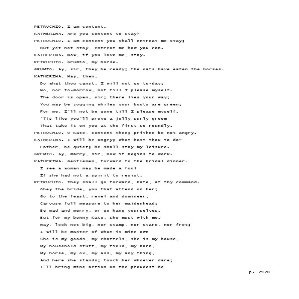 PETRUCHIO. I am content.
KATHERINA. Are you content to stay?
PETRUCHIO. I am content you shall entreat me stay;
But yet not stay, entreat me how you can.
KATHERINA. Now, if you love me, stay.
PETRUCHIO. Grumio, my horse.
GRUMIO. Ay, sir, they be ready; the oats have eaten the horses.
KATHERINA. Nay, then,
Do what thou canst, I will not go to-day;
No, nor to-morrow, not till I please myself.
The door is open, sir; there lies your way;
You may be jogging whiles your boots are green;
For me, I'll not be gone till I please myself.
'Tis like you'll prove a jolly surly groom
That take it on you at the first so roundly.
PETRUCHIO. O Kate, content thee; prithee be not angry.
KATHERINA. I will be angry; what hast thou to do?
Father, be quiet; he shall stay my leisure.
GREMIO. Ay, marry, sir, now it begins to work.
KATHERINA. Gentlemen, forward to the bridal dinner.
I see a woman may be made a fool
If she had not a spirit to resist.
PETRUCHIO. They shall go forward, Kate, at thy command.
Obey the bride, you that attend on her;
Go to the feast, revel and domineer,
Carouse full measure to her maidenhead;
Be mad and merry, or go hang yourselves.
But for my bonny Kate, she must with me.
Nay, look not big, nor stamp, nor stare, nor fret;
I will be master of what is mine own.
She is my goods, my chattels, she is my house,
My household stuff, my field, my barn,
My horse, my ox, my ass, my any thing,
And here she stands; touch her whoever dare;
I'll bring mine action on the proudest he